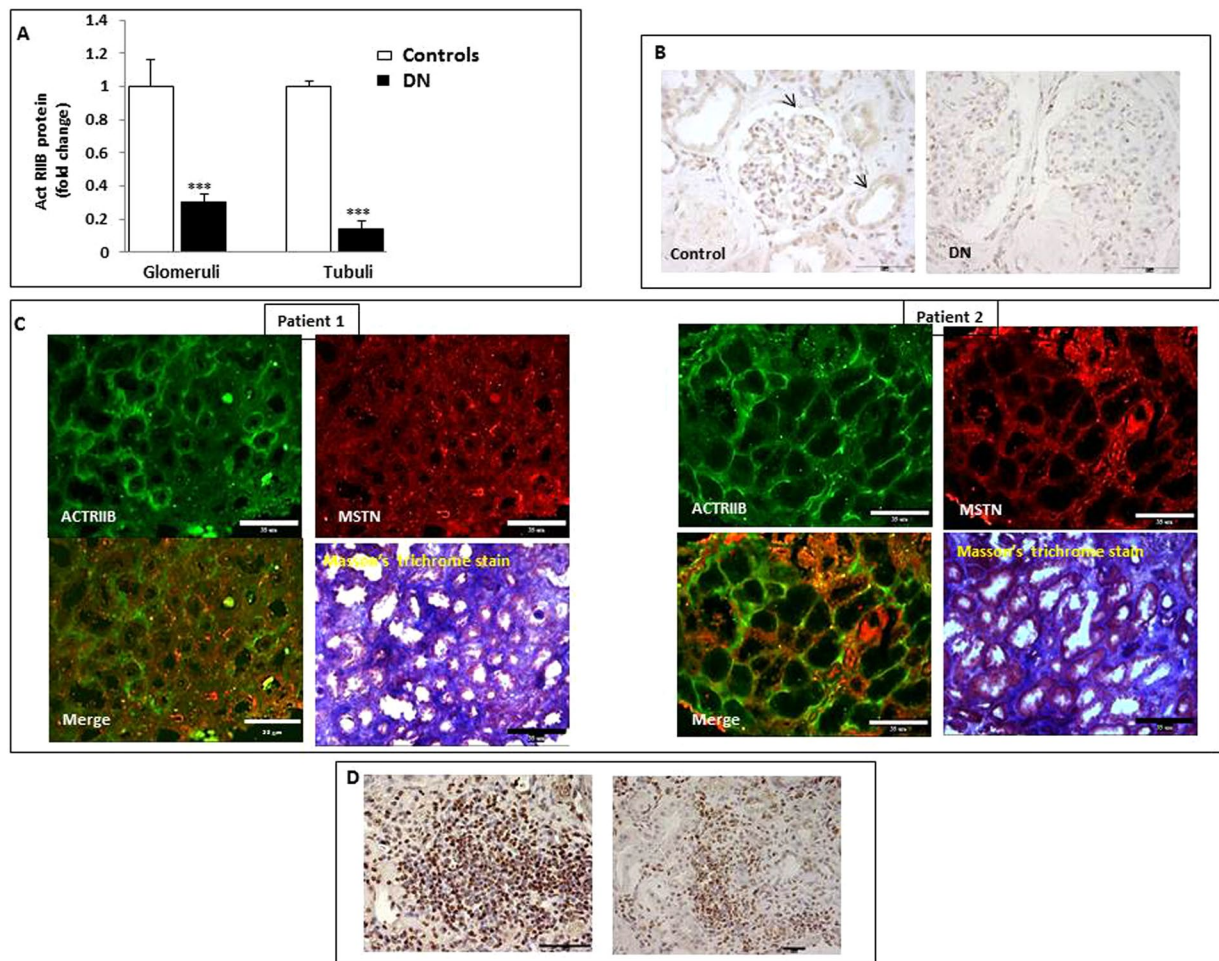 A
Act RIIB protein
(fold change)
1.4
1.2
1
0.8
0.6
0.4
0.2
0
Controls
DN
***
***
Glomeruli
Tubuli
B
Control
DN
C
Patient 1
ACTRIIB
MSTN
Merge
Masson's trichrome stain
Patient 2
ACTRIIB
MSTN
Merge
Masson's trichrome stain
D